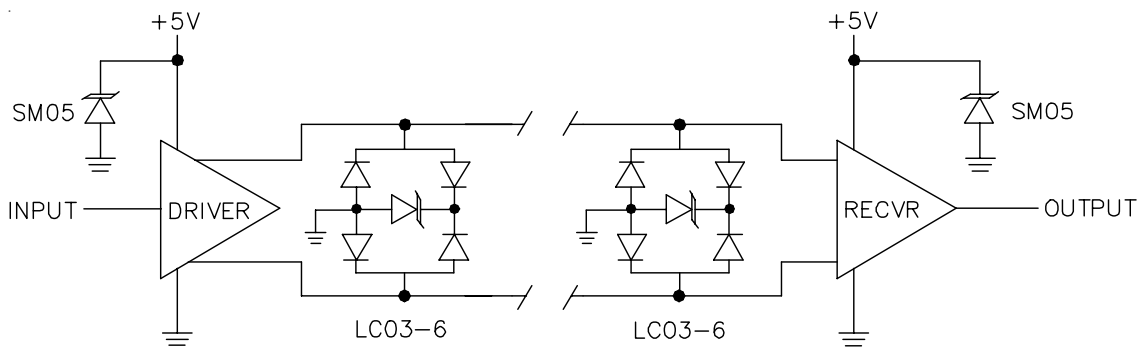 +5V
+5V
SM05
SM05
INPUT
DRIVER
RECVR
OUTPUT
LC03-6
LC03-6